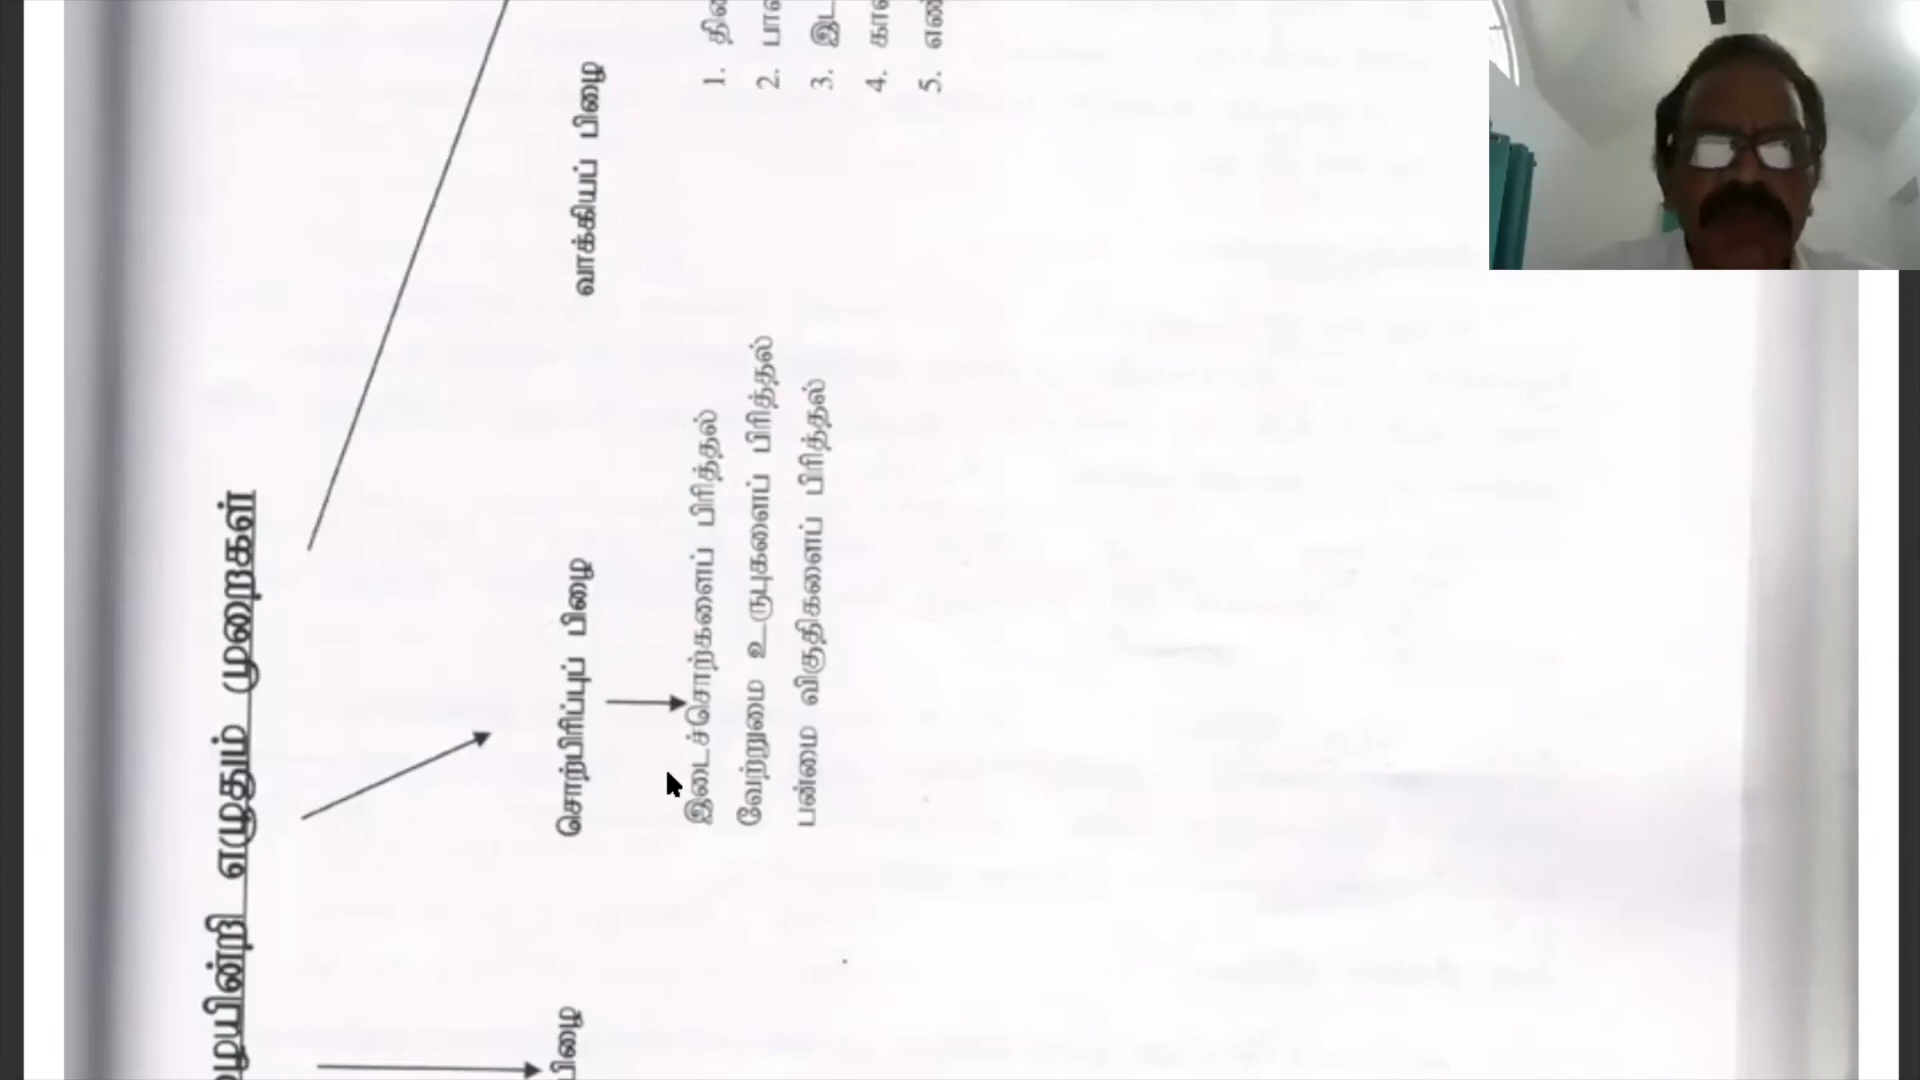 எழுதும் முறைகள்
பிழை
சொற்பிரிப்புப் பிழை
வாக்கியப் பிழை
இடைச்சொற்களைப் பிரித்தல்
வேற்றுமை உருபுகளைப் பிரித்தல்
பன்மை விகுதிகளைப் பிரித்தல்
1.
2.
3.
4.
5.